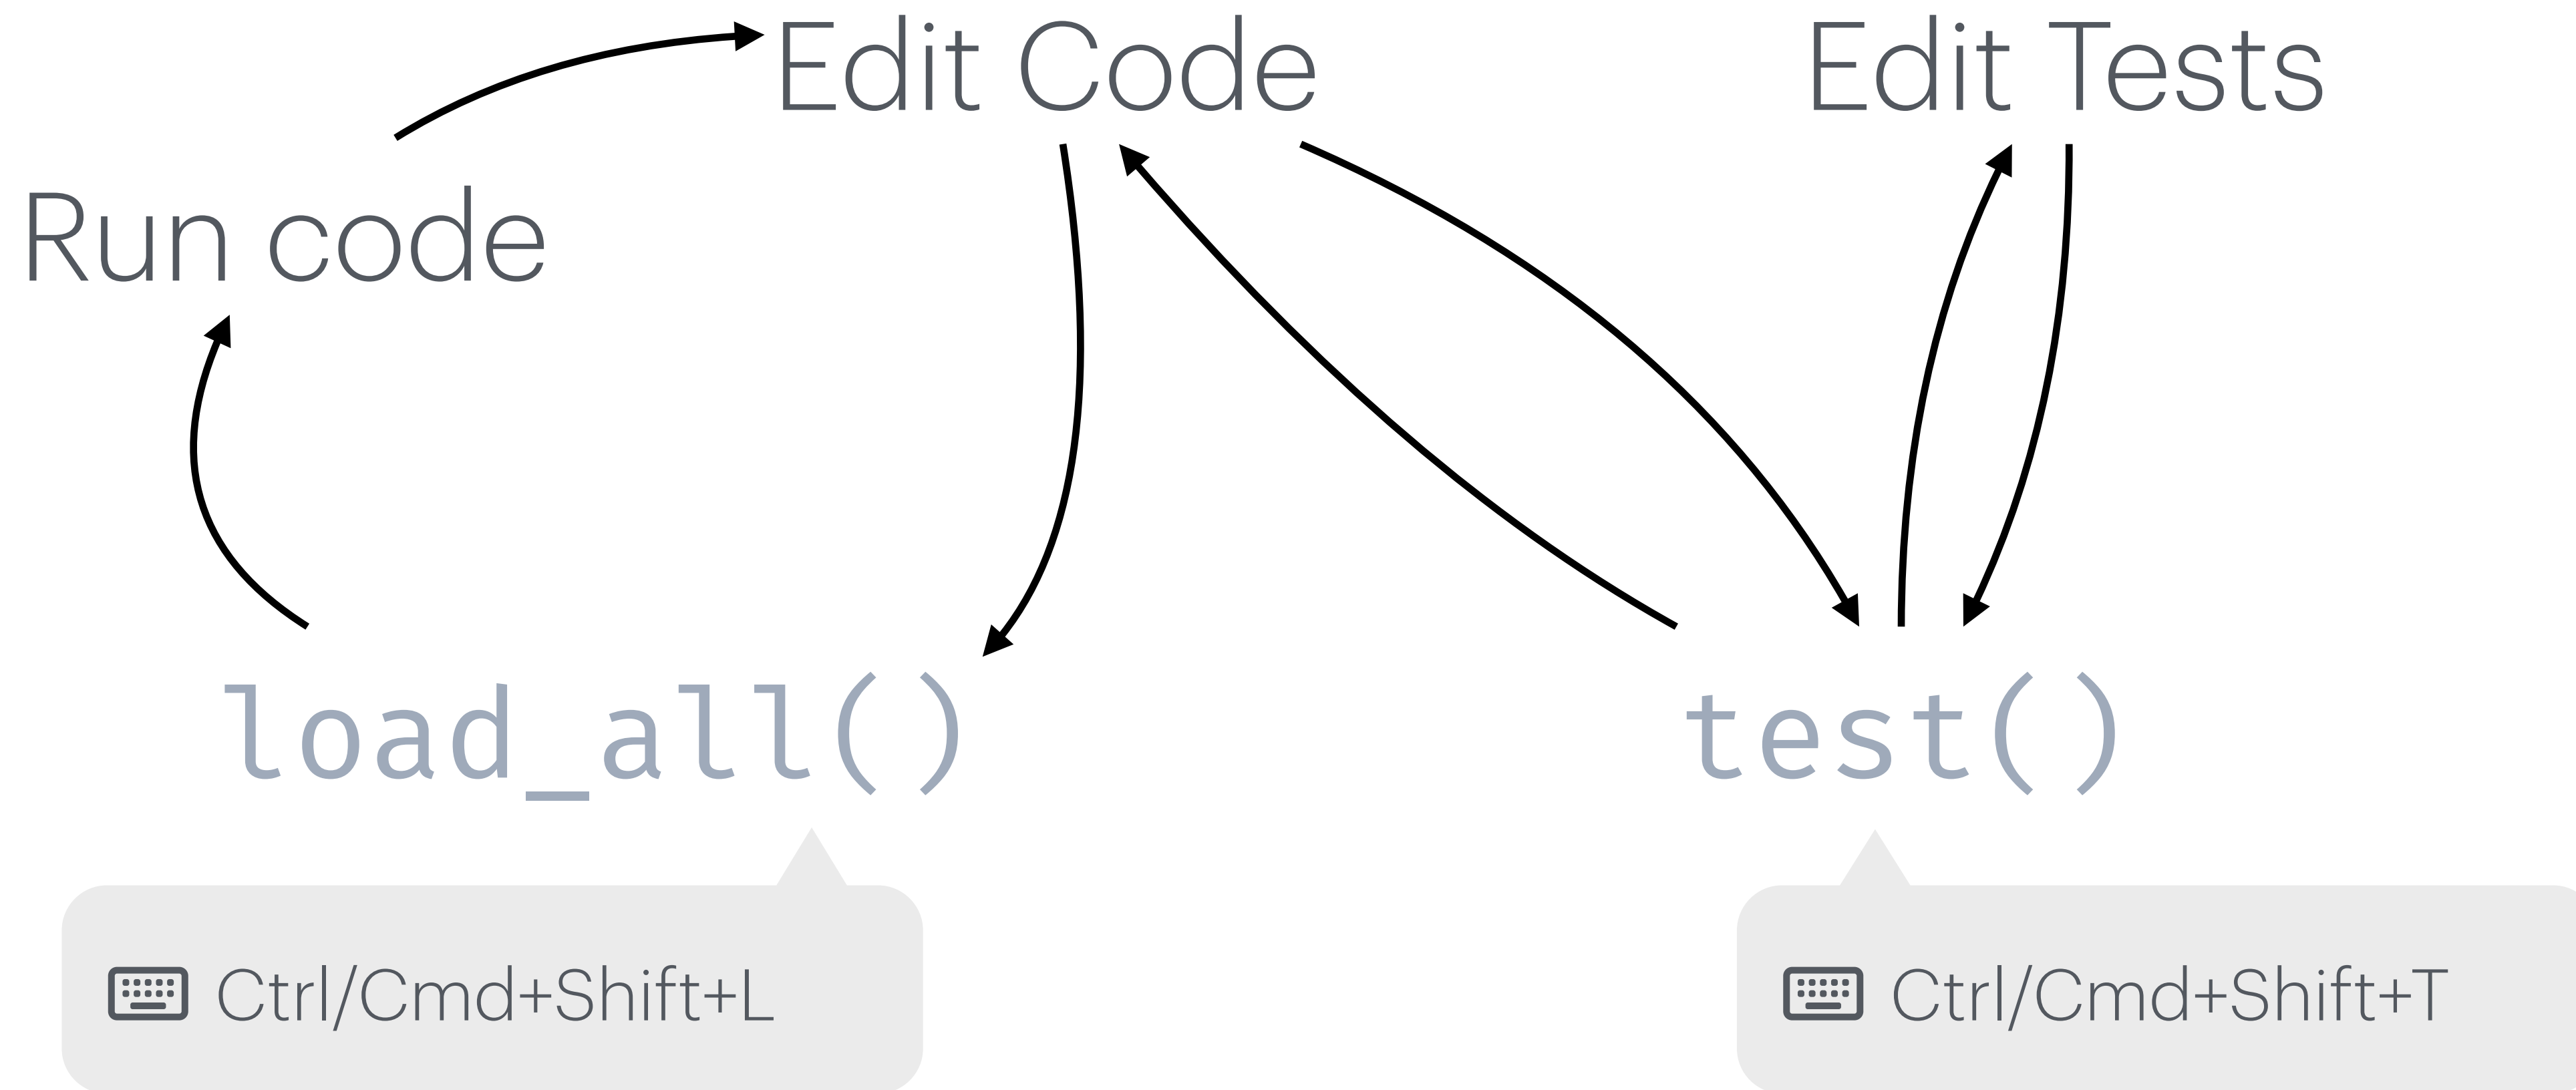 Edit Code
Edit Tests
Run code
load_all()
test()
Ctrl/Cmd+Shift+L
Ctrl/Cmd+Shift+T